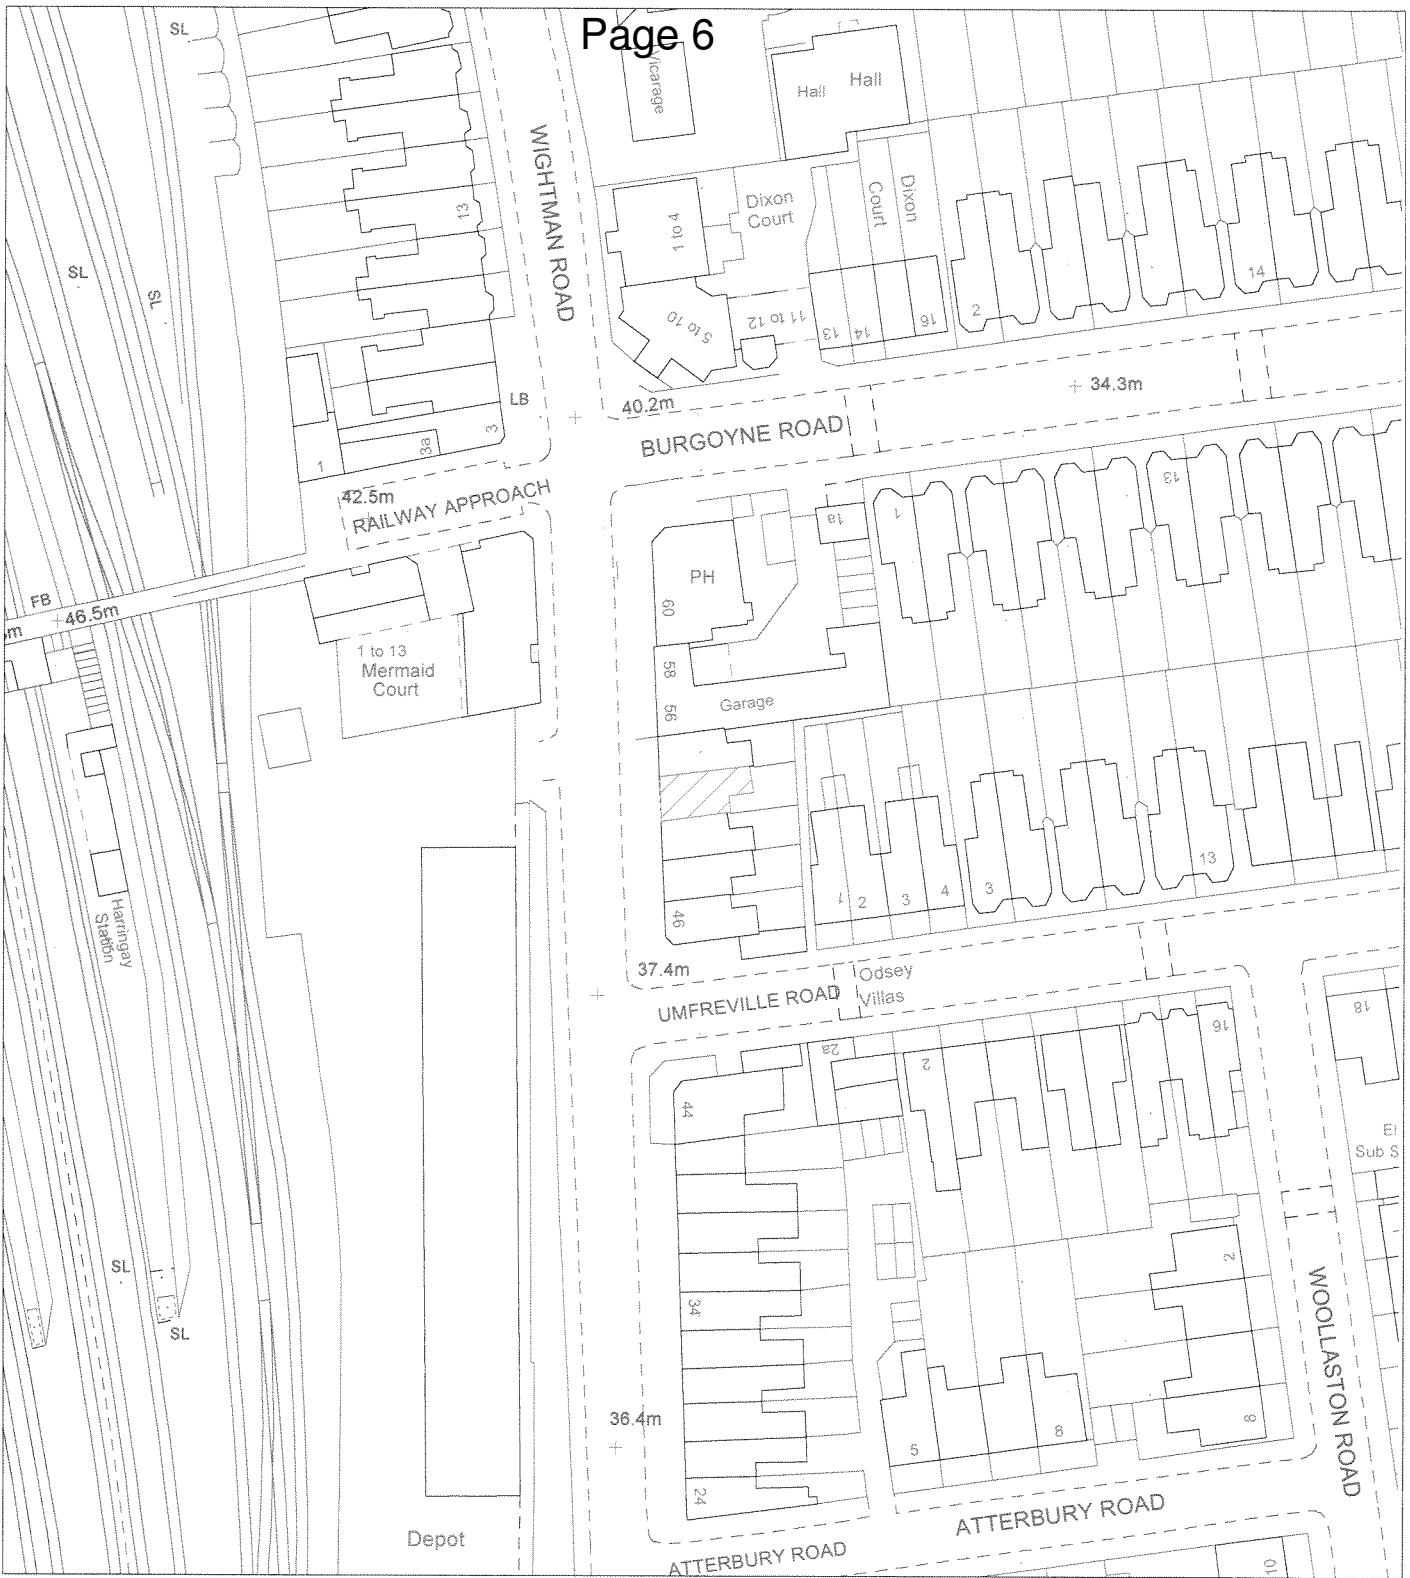 Page 6
SL
Vicarage
Hall
Hall
WIGHTMAN ROAD
13
1 to 4
Dixon
Court
Court
Dixon
SL
SL
5 to 10
11 to 12
13
14
16
2
14
34.3m
LB
3
3a
1
40.2m
BURGOYNE ROAD
42.5m
RAILWAY APPROACH
1a
1
13
PH
60
FB
46.5m
1 to 13
Mermaid
Court
58
56
Garage
46
1
2
3
4
3
13
Harringay
Station
37.4m
UMFREVILLE ROAD
Odsey
Villas
18
44
2a
2
16
El
Sub S
SL
SL
34
2
WOOLLASTON ROAD
36.4m
5
8
8
24
Depot
ATTERBURY ROAD
ATTERBURY ROAD
10